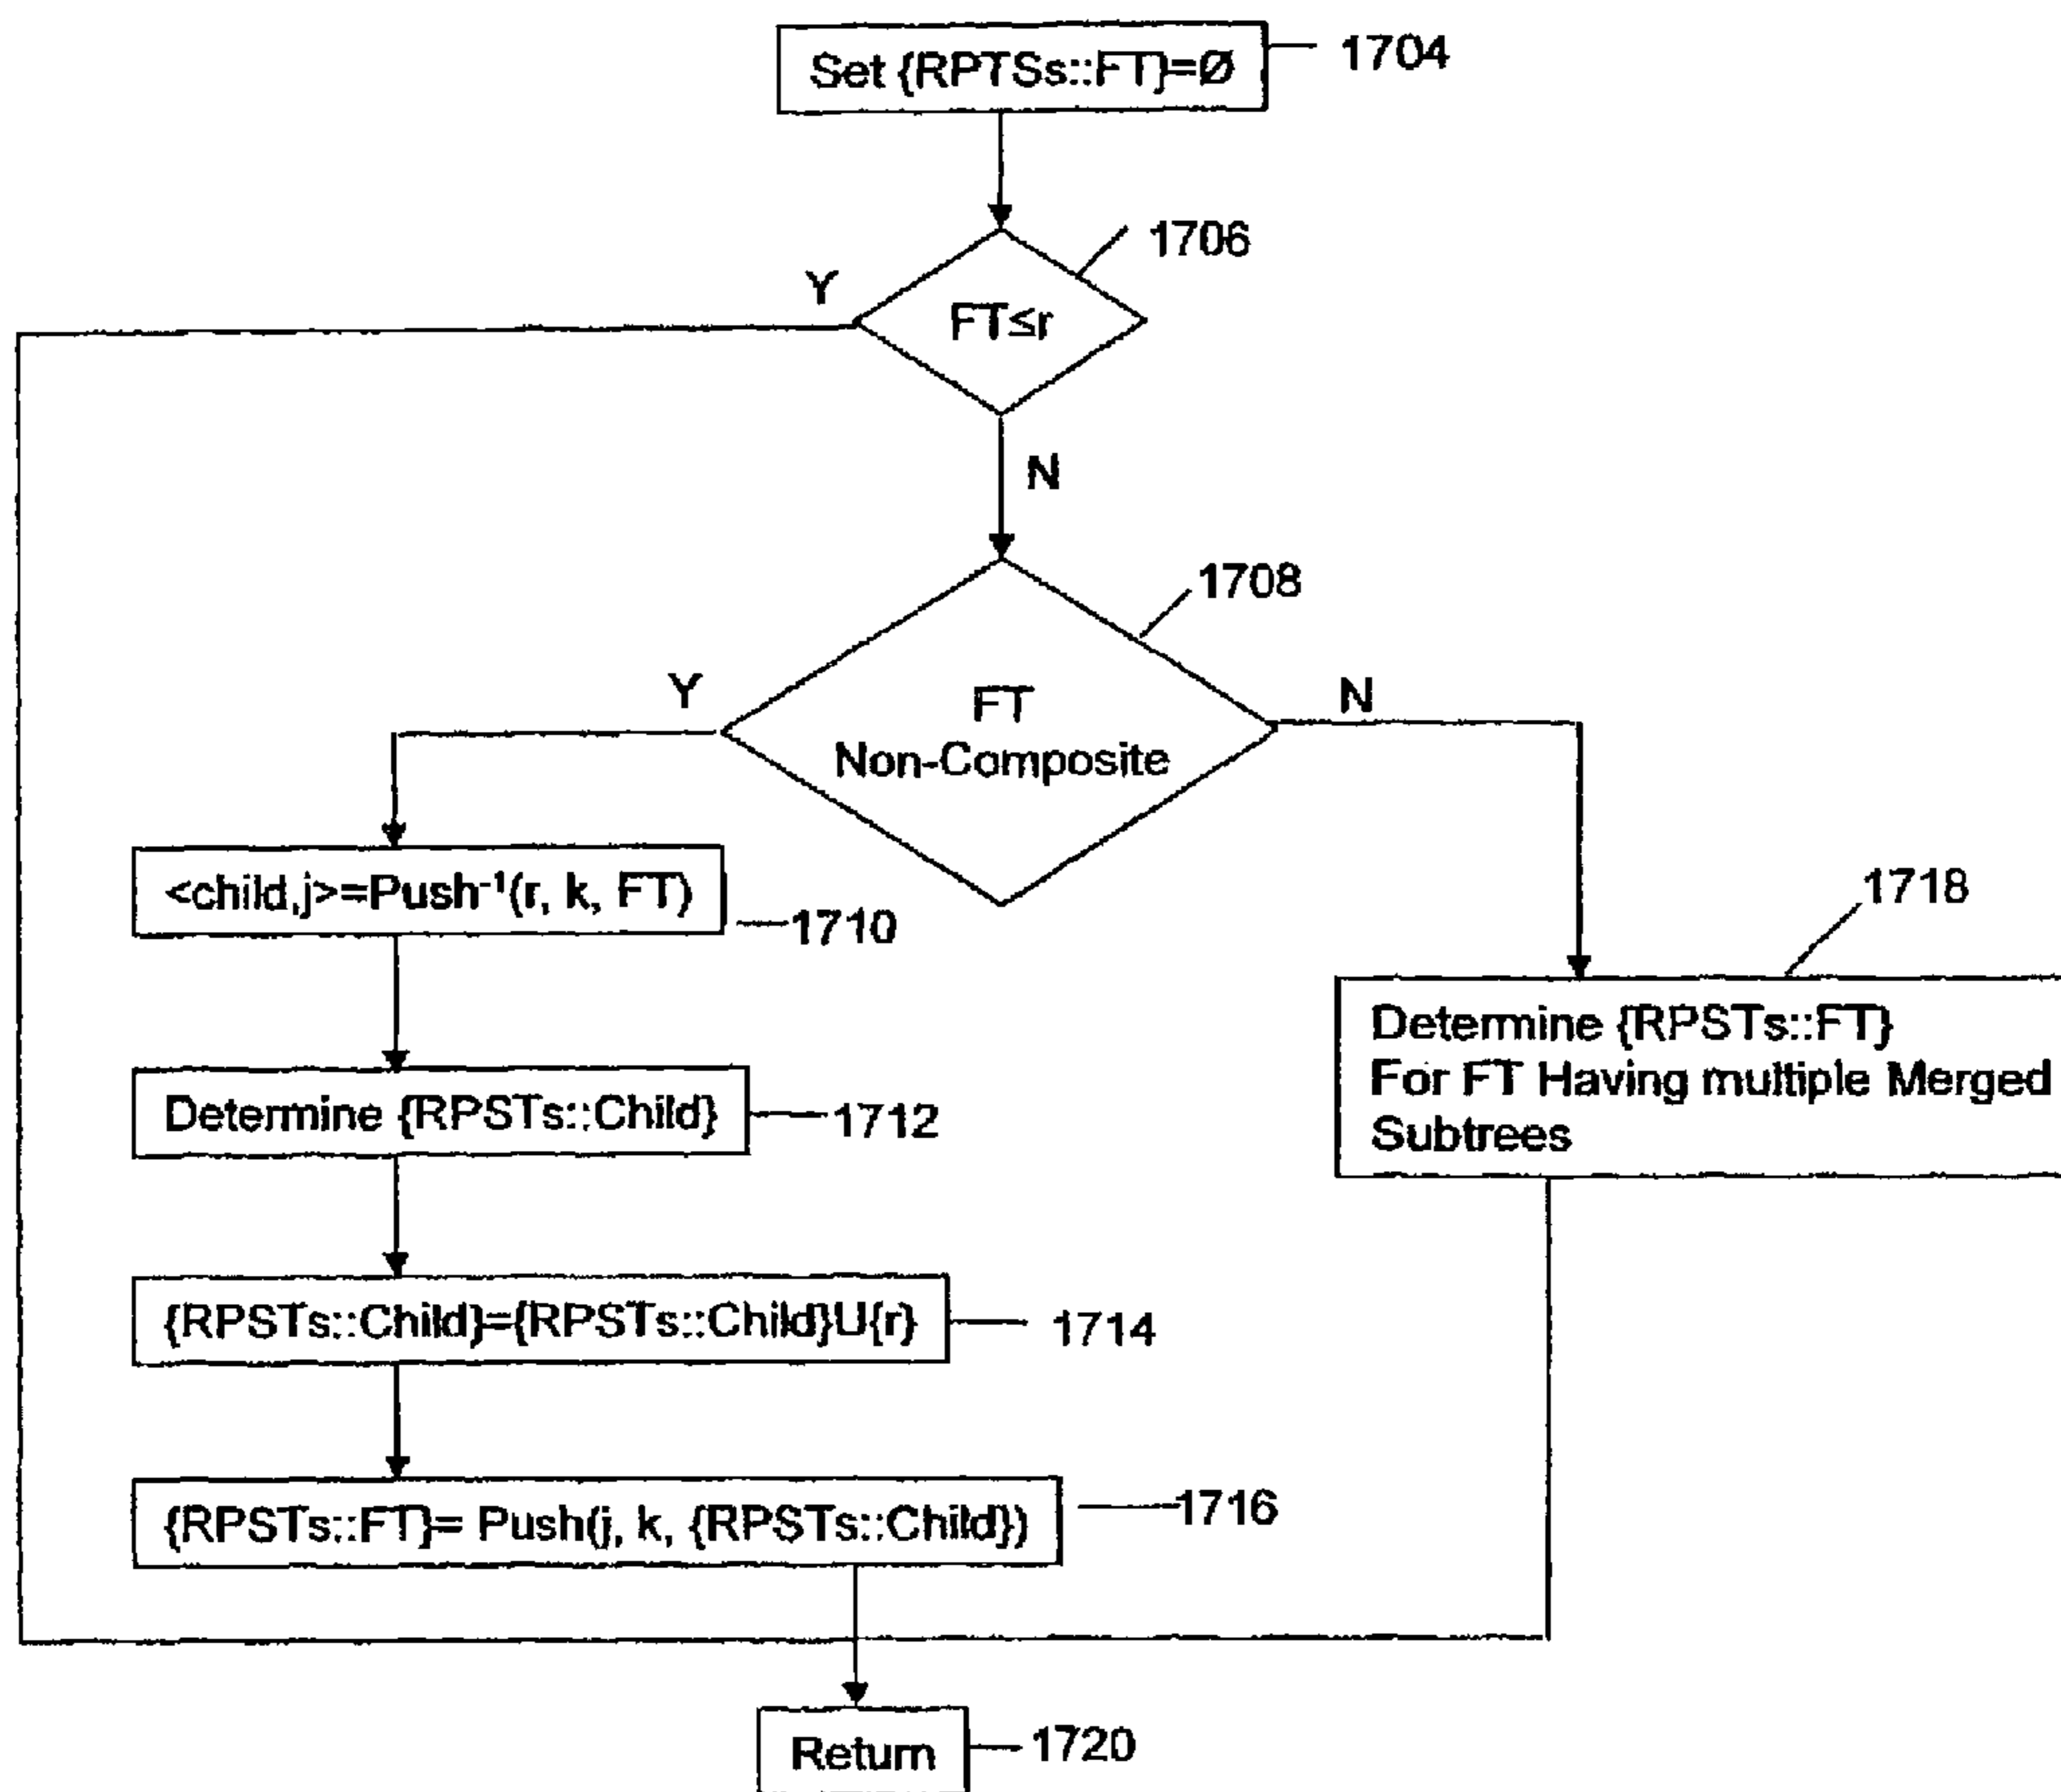 Set {RPTSs::FT}=Ø
1704
1706
Y
FT≤r
N
1708
Y
FT
Non-Composite
N
<child,j>=Push⁻¹(r, k, FT)
1710
1718
Determine {RPSTs::FT}
For FT Having multiple Merged
Subtrees
Determine {RPSTs::Child}
1712
{RPSTs::Child}={RPSTs::Child}U{r}
1714
{RPSTs::FT}= Push(j, k, {RPSTs::Child})
1716
Return
1720